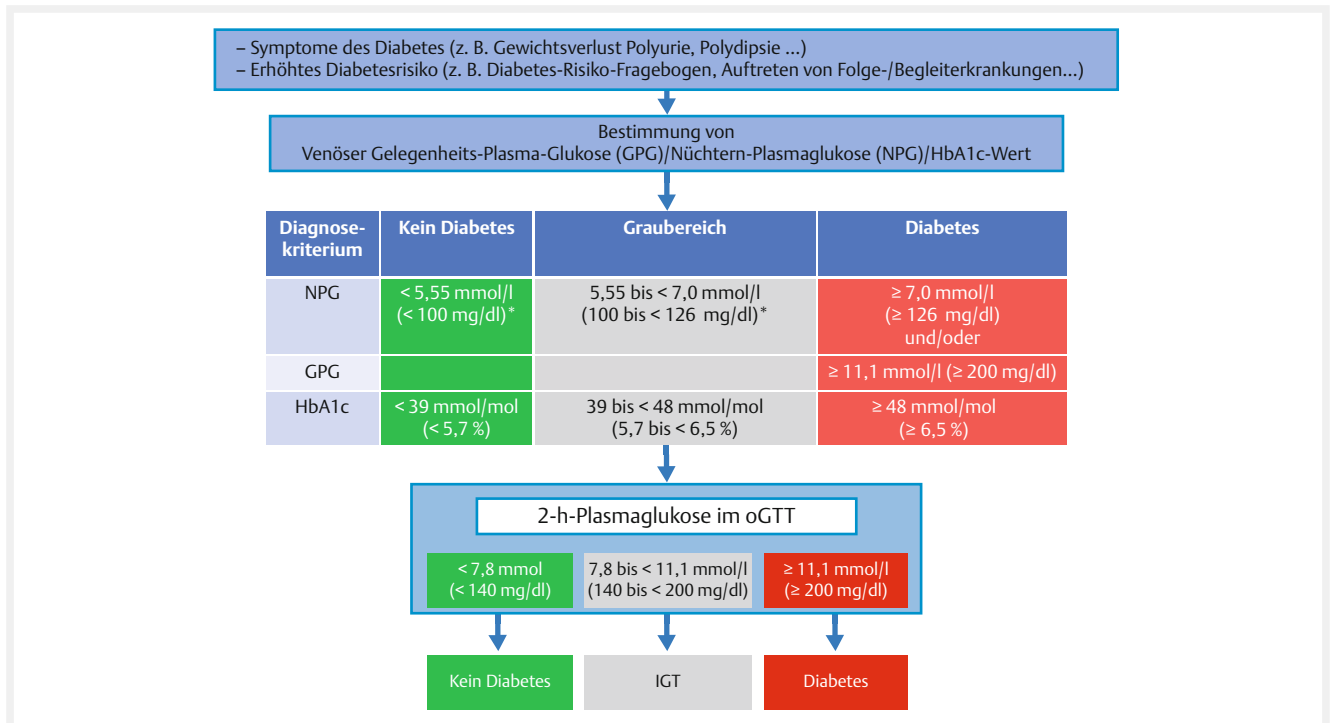 – Symptome des Diabetes (z. B. Gewichtsverlust Polyurie, Polydipsie ...)
– Erhöhtes Diabetesrisiko (z. B. Diabetes-Risiko-Fragebogen, Auftreten von Folge-/Begleiterkrankungen...)
Bestimmung von
Venöser Gelegenheits-Plasma-Glukose (GPG)/Nüchtern-Plasmaglukose (NPG)/HbA1c-Wert
Diagnose-
kriterium
Kein Diabetes
Graubereich
Diabetes
NPG
< 5,55 mmol/l
(< 100 mg/dl)*
5,55 bis < 7,0 mmol/l
(100 bis < 126 mg/dl)*
≥ 7,0 mmol/l
(≥ 126 mg/dl)
und/oder
GPG
≥ 11,1 mmol/l (≥ 200 mg/dl)
HbA1c
< 39 mmol/mol
(< 5,7 %)
39 bis < 48 mmol/mol
(5,7 bis < 6,5 %)
≥ 48 mmol/mol
(≥ 6,5 %)
2-h-Plasmaglukose im oGTT
< 7,8 mmol
(< 140 mg/dl)
7,8 bis < 11,1 mmol/l
(140 bis < 200 mg/dl)
≥ 11,1 mmol/l
(≥ 200 mg/dl)
Kein Diabetes
IGT
Diabetes